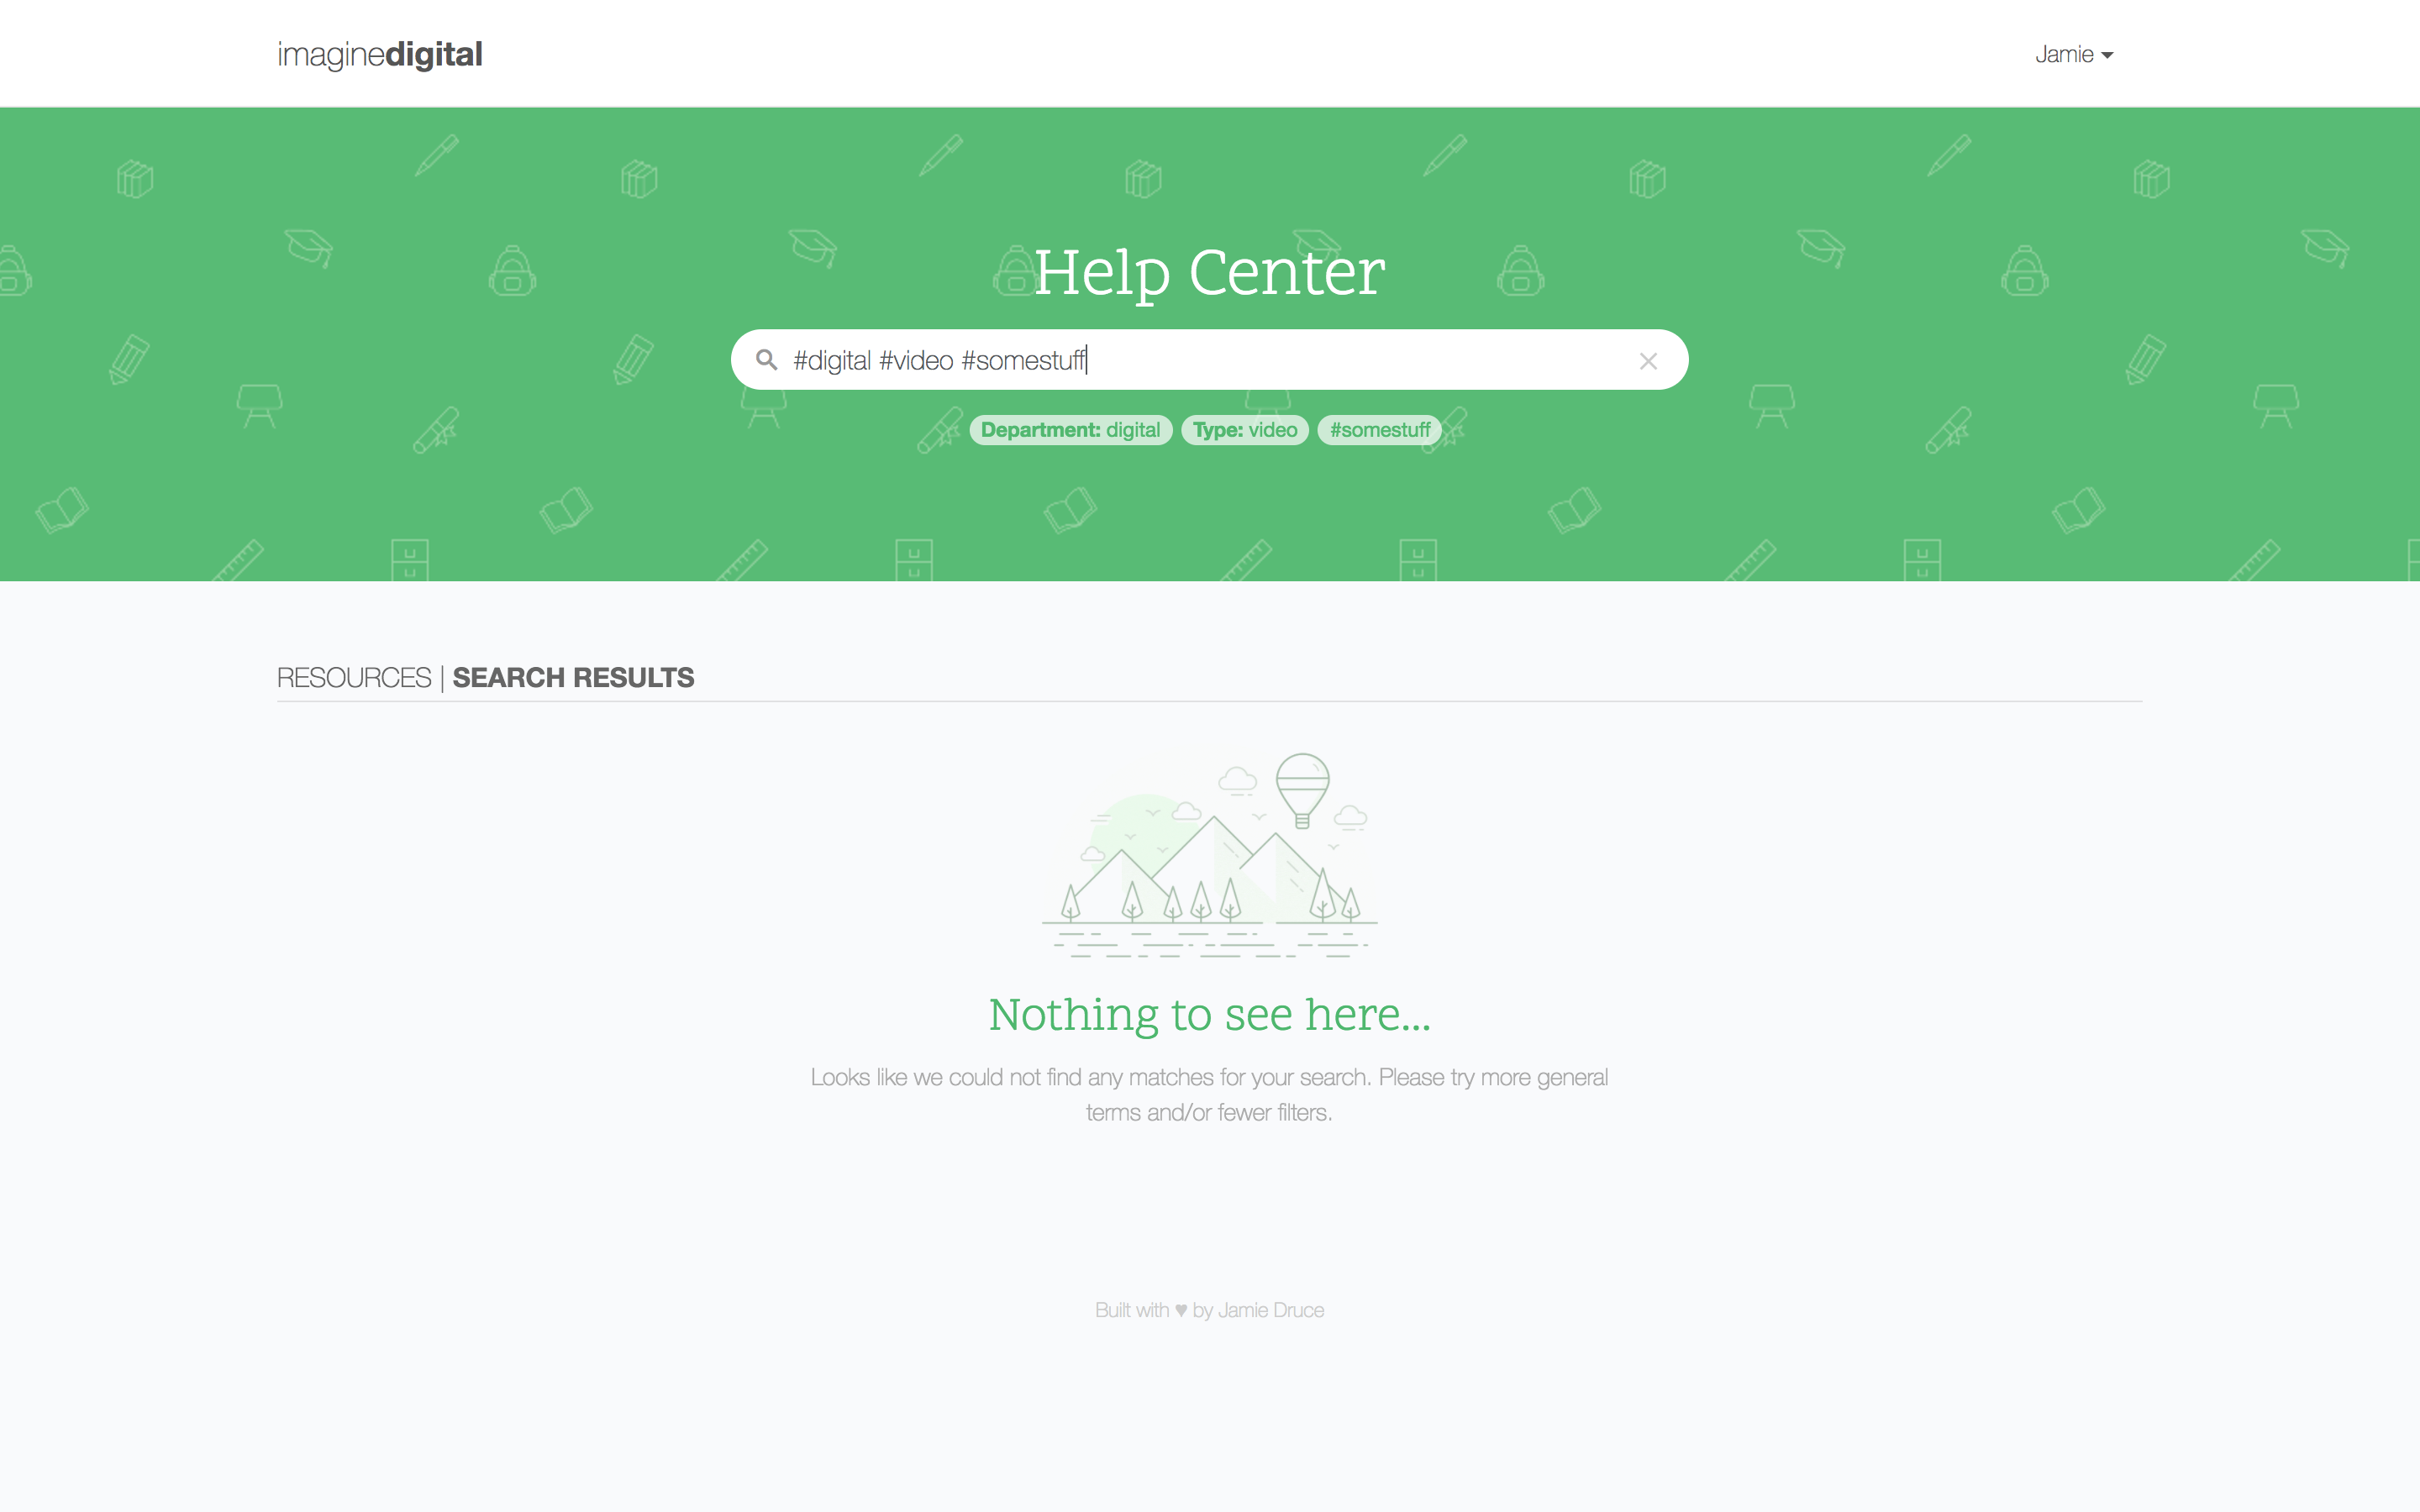 imaginedigital
Jamie
Help Center
#digital #video #somestuff
Department: digital Type: video #somestuff
RESOURCES | SEARCH RESULTS
Nothing to see here...
Looks like we could not find any matches for your search. Please try more general
terms and/or fewer filters.
Built with ♥ by Jamie Druce